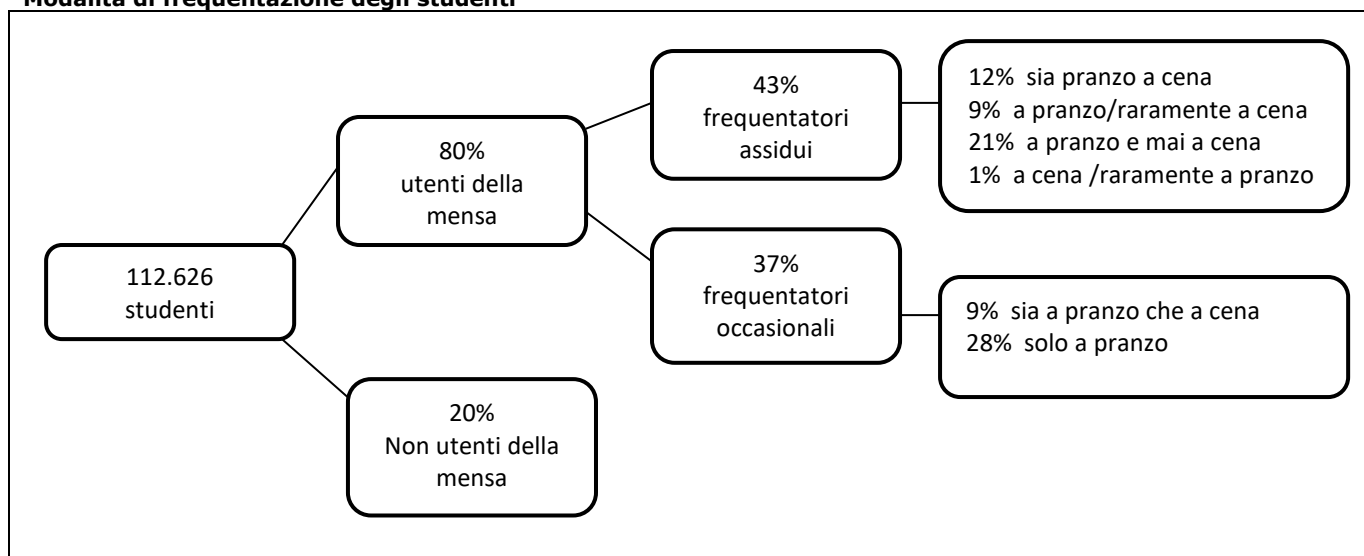 Modalità di frequentazione degli studenti
112.626
studenti
80%
utenti della
mensa
20%
Non utenti della
mensa
43%
frequentatori
assidui
37%
frequentatori
occasionali
12% sia pranzo a cena
9% a pranzo/raramente a cena
21% a pranzo e mai a cena
1% a cena /raramente a pranzo
9% sia a pranzo che a cena
28% solo a pranzo